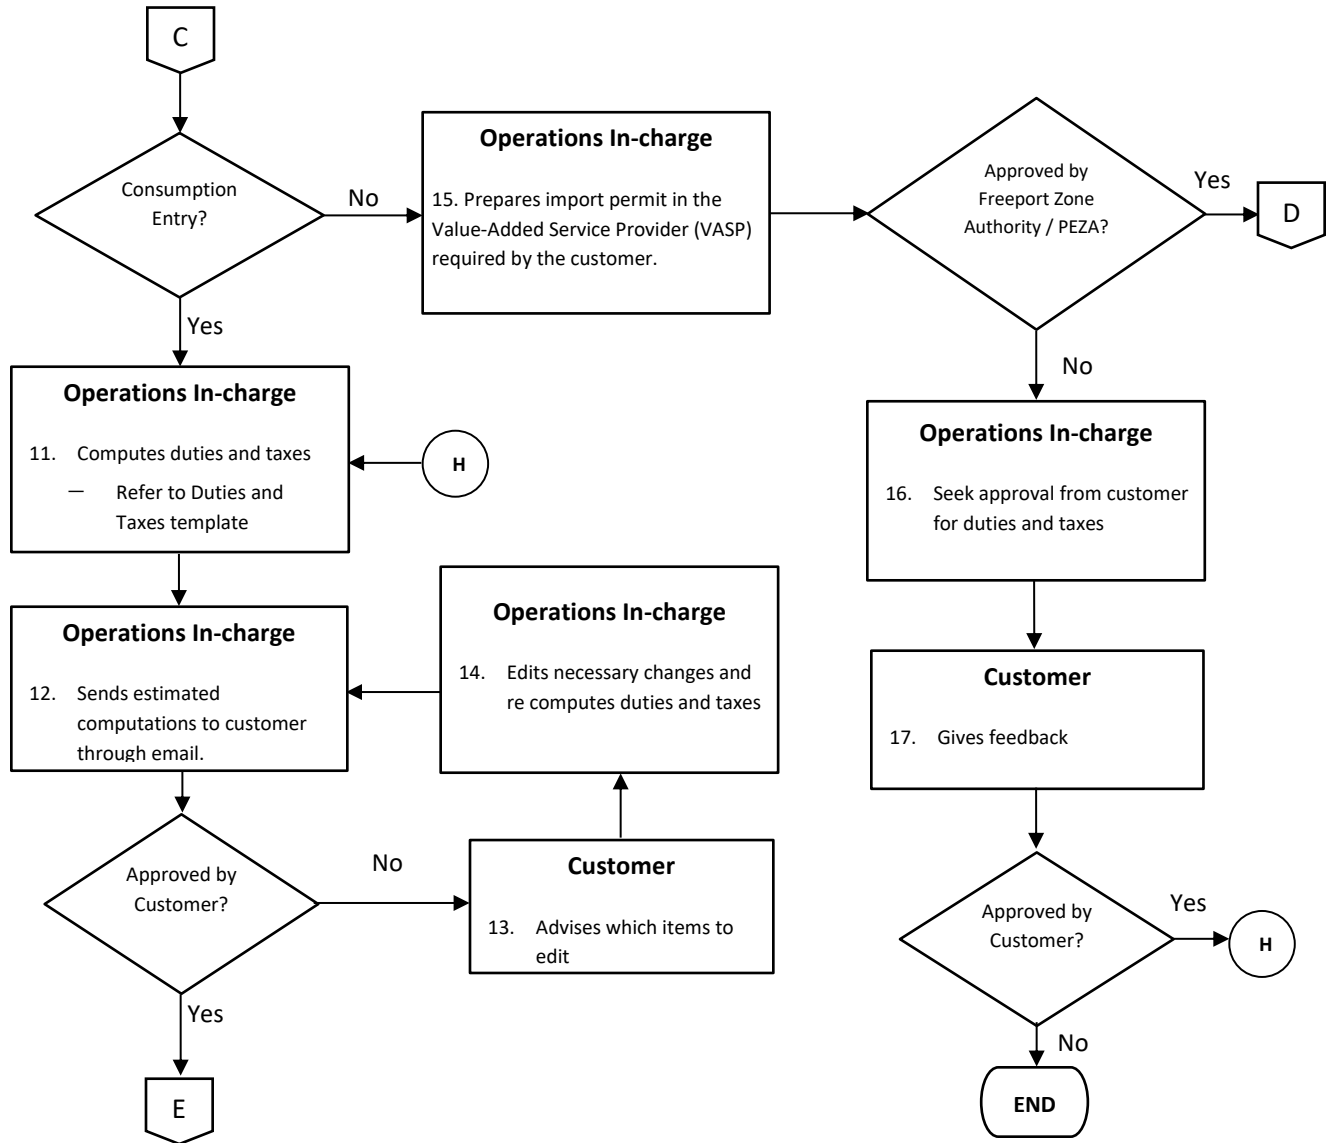 C
Consumption
Entry?
No
Yes
Operations In-charge
15. Prepares import permit in the
Value-Added Service Provider (VASP)
required by the customer.
Approved by
Freeport Zone
Authority / PEZA?
Yes
D
No
Operations In-charge
11. Computes duties and taxes
— Refer to Duties and
Taxes template
H
Operations In-charge
12. Sends estimated
computations to customer
through email.
Operations In-charge
14. Edits necessary changes and
re computes duties and taxes
Approved by
Customer?
No
Customer
13. Advises which items to
edit
Yes
E
Operations In-charge
16. Seek approval from customer
for duties and taxes
Customer
17. Gives feedback
Approved by
Customer?
Yes
H
No
END